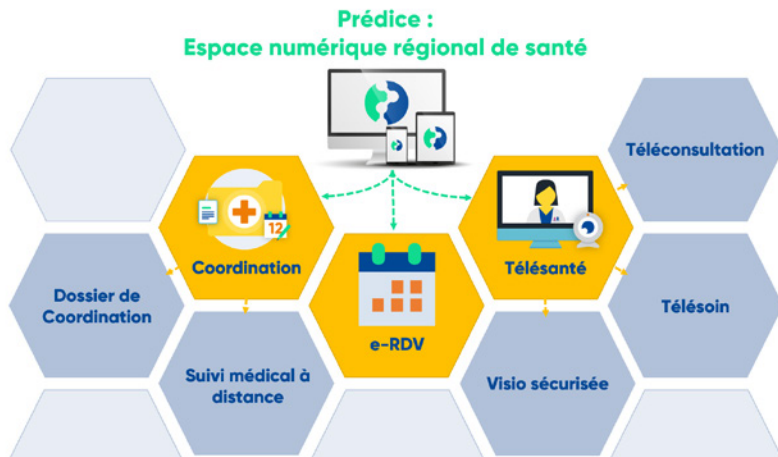 Prédice :
Espace numérique régional de santé
Téléconsultation
12
Coordination
Télésanté
Dossier de
Coordination
Télésoin
e-RDV
Suivi médical à
distance
Visio sécurisée